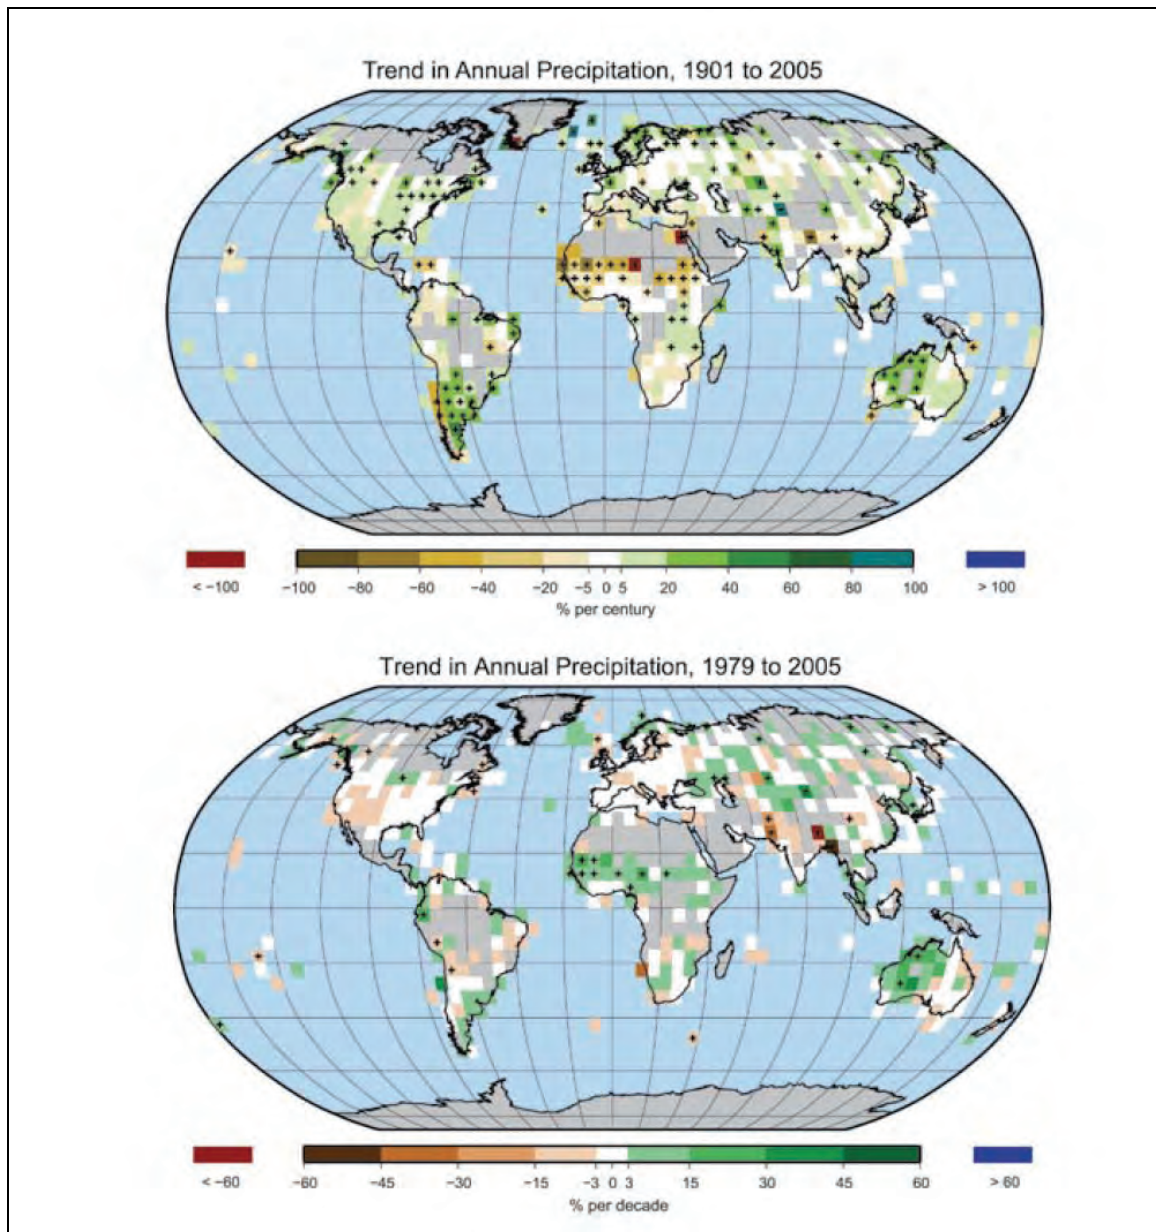 Trend in Annual Precipitation, 1901 to 2005
< −100 −100 −80 −60 −40 −20 −5 0 5 20 40 60 80 100 > 100
% per century
Trend in Annual Precipitation, 1979 to 2005
< −60 −60 −45 −30 −15 −3 0 3 15 30 45 60 > 60
% per decade